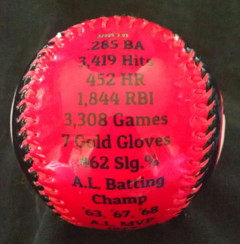 .285 BA
3,419 Hits
452 HR
1,844 RBI
3,308 Games
7 Gold Gloves
.462 Slg.%
A.L. Batting
Champ
'63, '67, '68
A.L. MVP